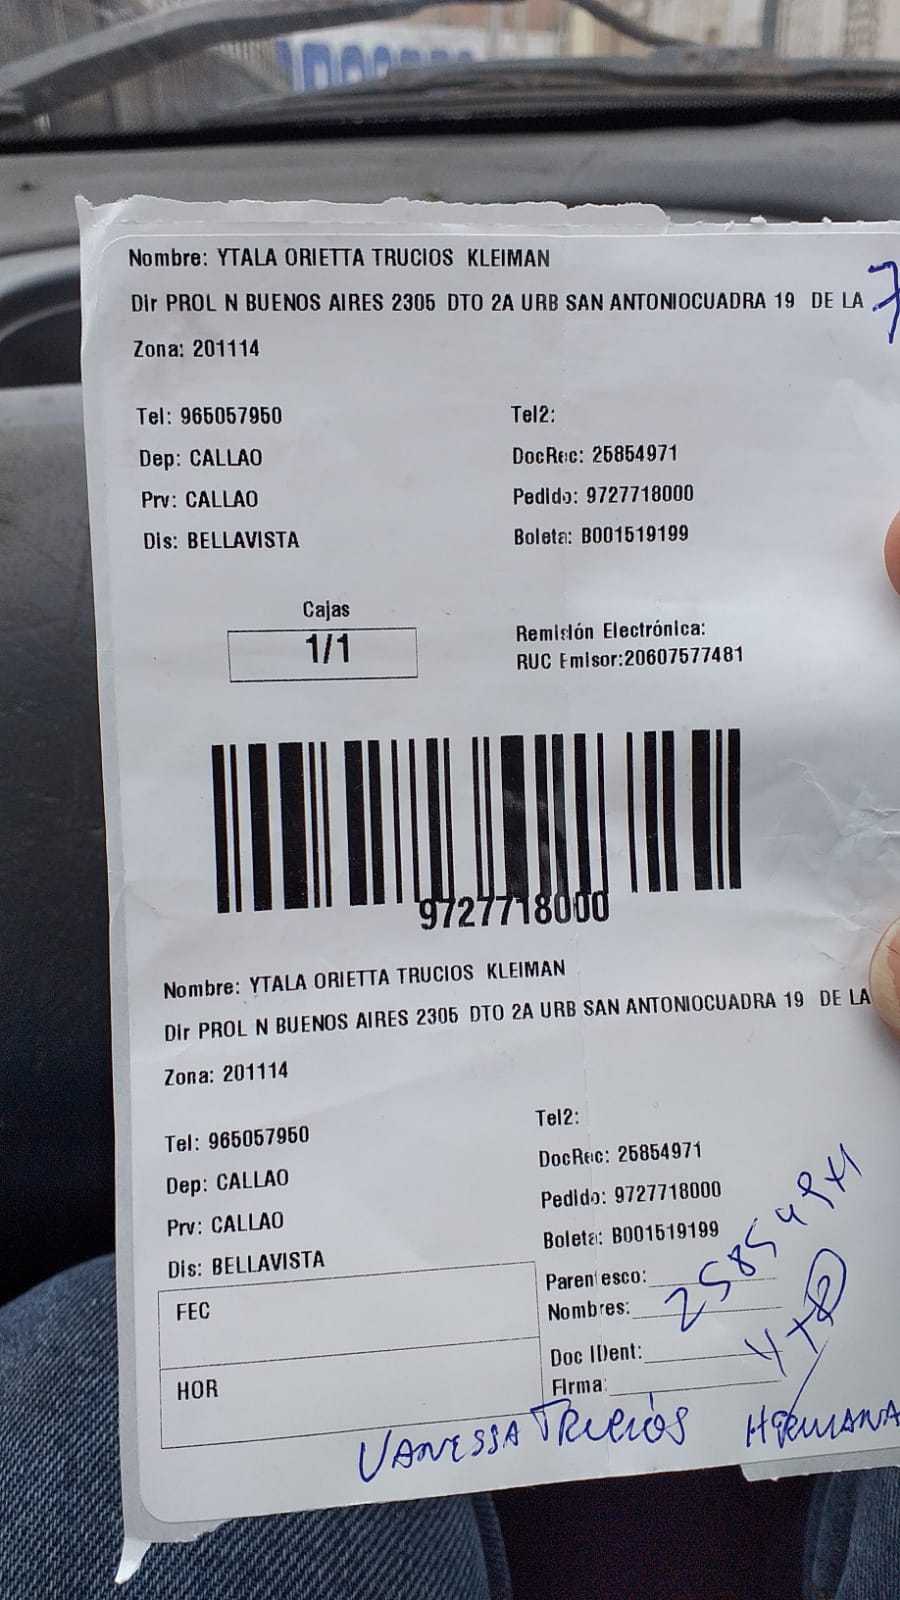 Nombre: YTALA ORIETTA TRUCIOS KLEIMAN
Dir PROL N BUENOS AIRES 2305 DTO 2A URB SAN ANTONIOCUADRA 19 DE LA
7
Zona: 201114
Tel: 965057950 Tel2:
Dep: CALLAO DocRec: 25854971
Prv: CALLAO Pedido: 9727718000
Dis: BELLAVISTA Boleta: B001519199
Cajas
1/1
Remisión Electrónica:
RUC Emisor:20607577481
9727718000
Nombre: YTALA ORIETTA TRUCIOS KLEIMAN
Dir PROL N BUENOS AIRES 2305 DTO 2A URB SAN ANTONIOCUADRA 19 DE LA
Zona: 201114
Tel: 965057950 Tel2:
Dep: CALLAO DocRec: 25854971
Prv: CALLAO Pedido: 9727718000
Dis: BELLAVISTA Boleta: B001519199
FEC
HOR
Parentesco:
Nombres:
Doc IDent:
Firma:
25854971
VANESSA TRUCIOS HERMANA